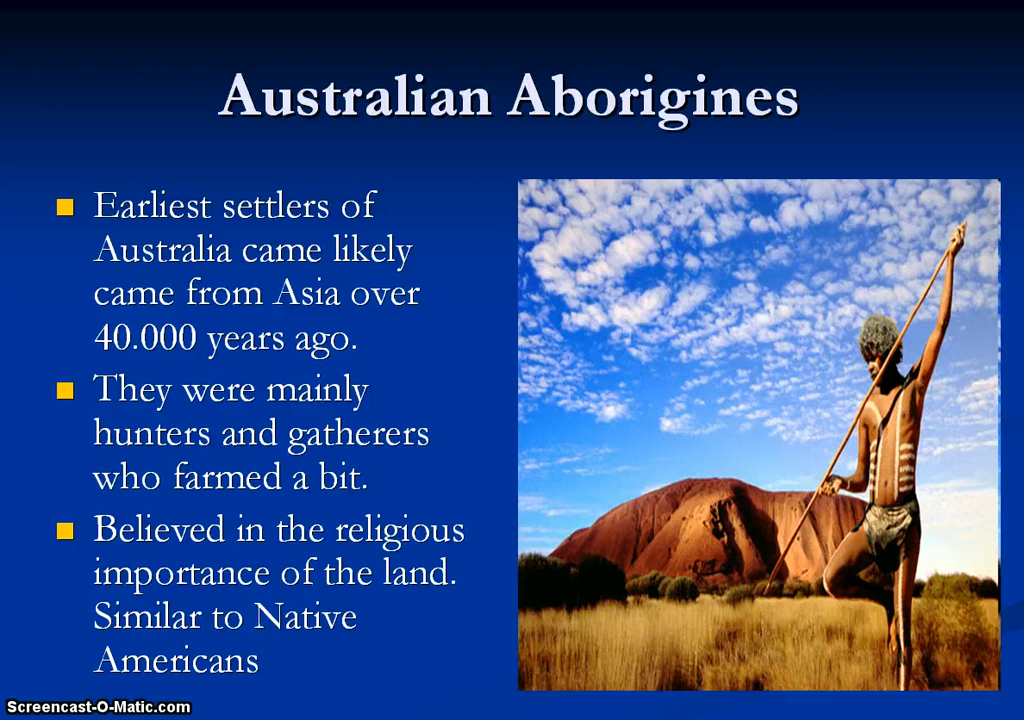 Australian Aborigines
Earliest settlers of
Australia came likely
came from Asia over
40.000 years ago.
They were mainly
hunters and gatherers
who farmed a bit.
Believed in the religious
importance of the land.
Similar to Native
Americans
Screencast-O-Matic.com